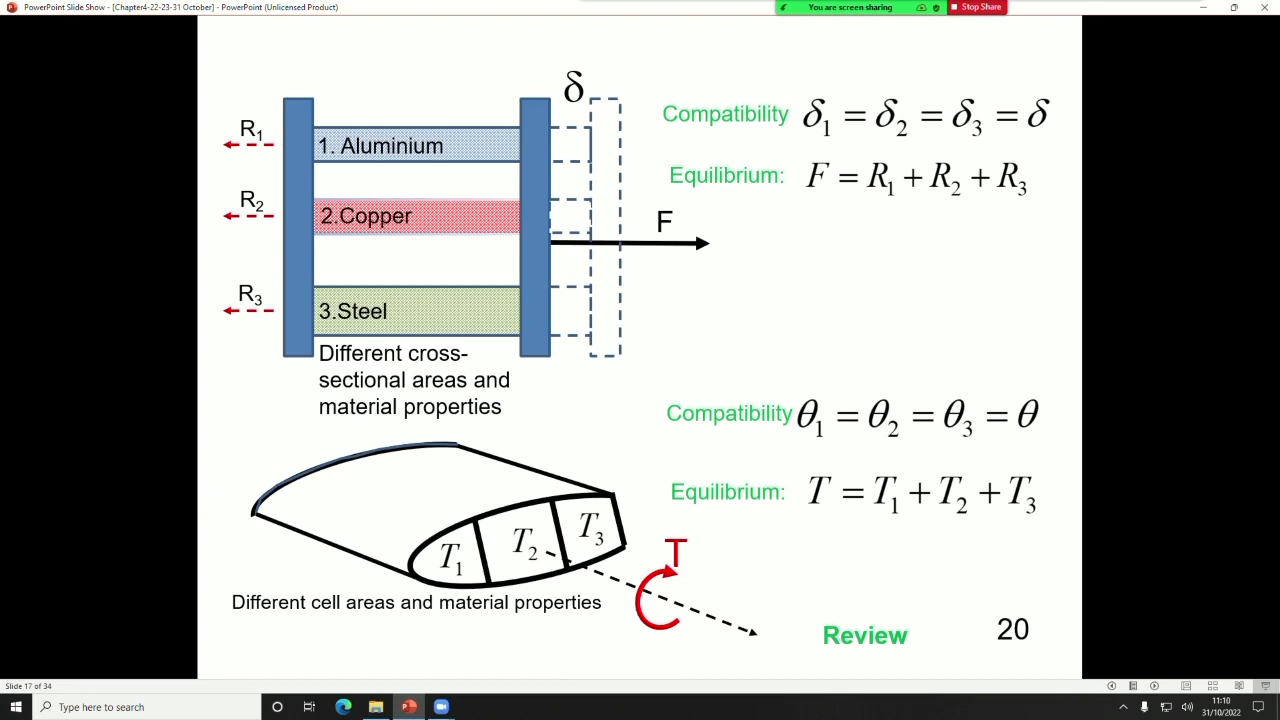 PowerPoint Slide Show - [Chapter4-22-23-31 October] - PowerPoint (Unlicensed Product)
You are screen sharing
Stop Share
δ
Compatibility δ₁ = δ₂ = δ₃ = δ
R₁
1. Aluminium
Equilibrium: F = R₁ + R₂ + R₃
R₂
2.Copper
F
R₃
3.Steel
Different cross-
sectional areas and
material properties
Compatibility θ₁ = θ₂ = θ₃ = θ
Equilibrium: T = T₁ + T₂ + T₃
T₁
T₂
T₃
T
Different cell areas and material properties
Review
20
Slide 17 of 34
Type here to search
11:10
31/10/2022